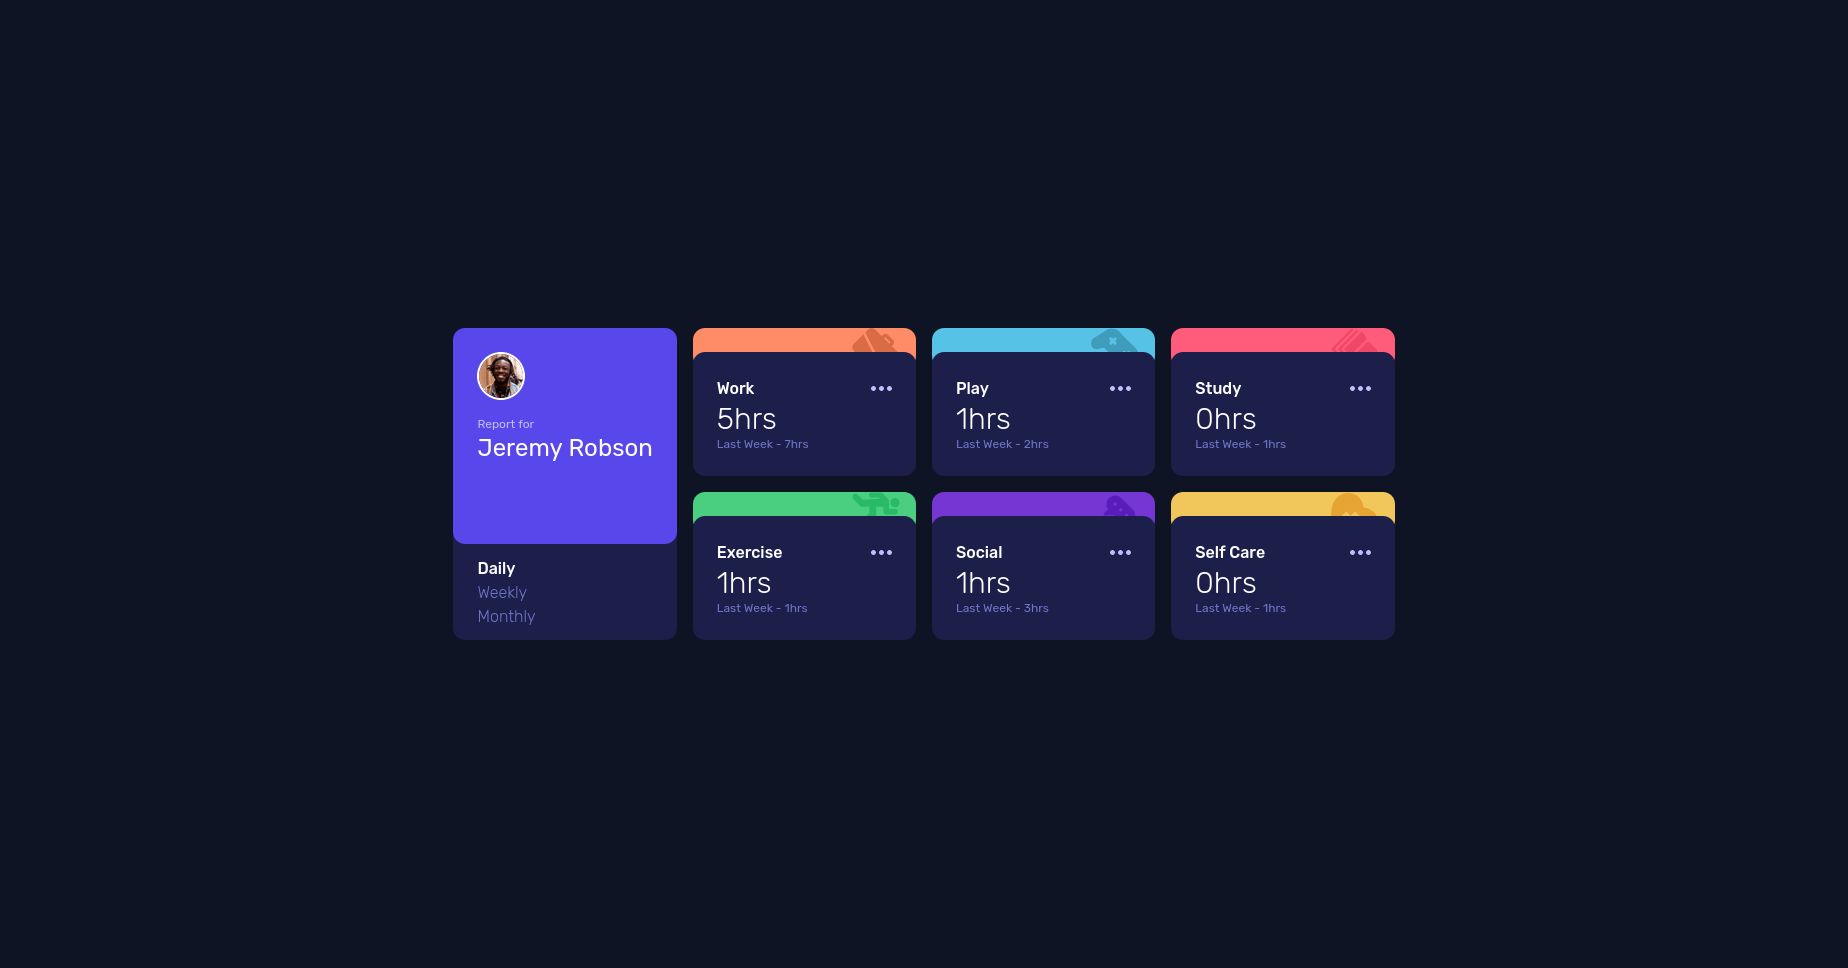 Report for
Jeremy Robson
Daily
Weekly
Monthly
Work
5hrs
Last Week - 7hrs
Play
1hrs
Last Week - 2hrs
Study
0hrs
Last Week - 1hrs
Exercise
1hrs
Last Week - 1hrs
Social
1hrs
Last Week - 3hrs
Self Care
0hrs
Last Week - 1hrs